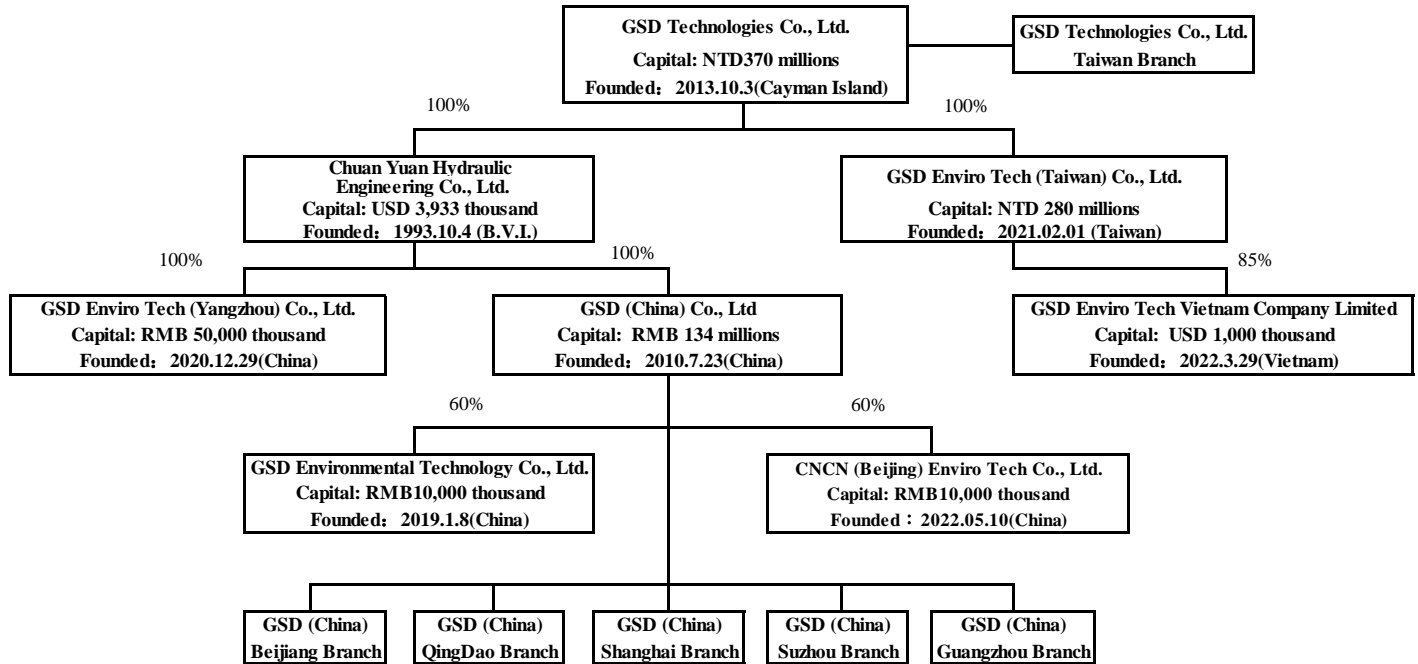 GSD Technologies Co., Ltd.
Capital: NTD370 millions
Founded：2013.10.3(Cayman Island)
GSD Technologies Co., Ltd.
Taiwan Branch
100%
100%
Chuan Yuan Hydraulic
Engineering Co., Ltd.
Capital: USD 3,933 thousand
Founded：1993.10.4 (B.V.I.)
GSD Enviro Tech (Taiwan) Co., Ltd.
Capital: NTD 280 millions
Founded：2021.02.01 (Taiwan)
100%
100%
85%
GSD Enviro Tech (Yangzhou) Co., Ltd.
Capital: RMB 50,000 thousand
Founded：2020.12.29(China)
GSD (China) Co., Ltd
Capital: RMB 134 millions
Founded：2010.7.23(China)
GSD Enviro Tech Vietnam Company Limited
Capital: USD 1,000 thousand
Founded：2022.3.29(Vietnam)
60%
60%
GSD Environmental Technology Co., Ltd.
Capital: RMB10,000 thousand
Founded：2019.1.8(China)
CNCN (Beijing) Enviro Tech Co., Ltd.
Capital: RMB10,000 thousand
Founded：2022.05.10(China)
GSD (China)
Beijiang Branch
GSD (China)
QingDao Branch
GSD (China)
Shanghai Branch
GSD (China)
Suzhou Branch
GSD (China)
Guangzhou Branch